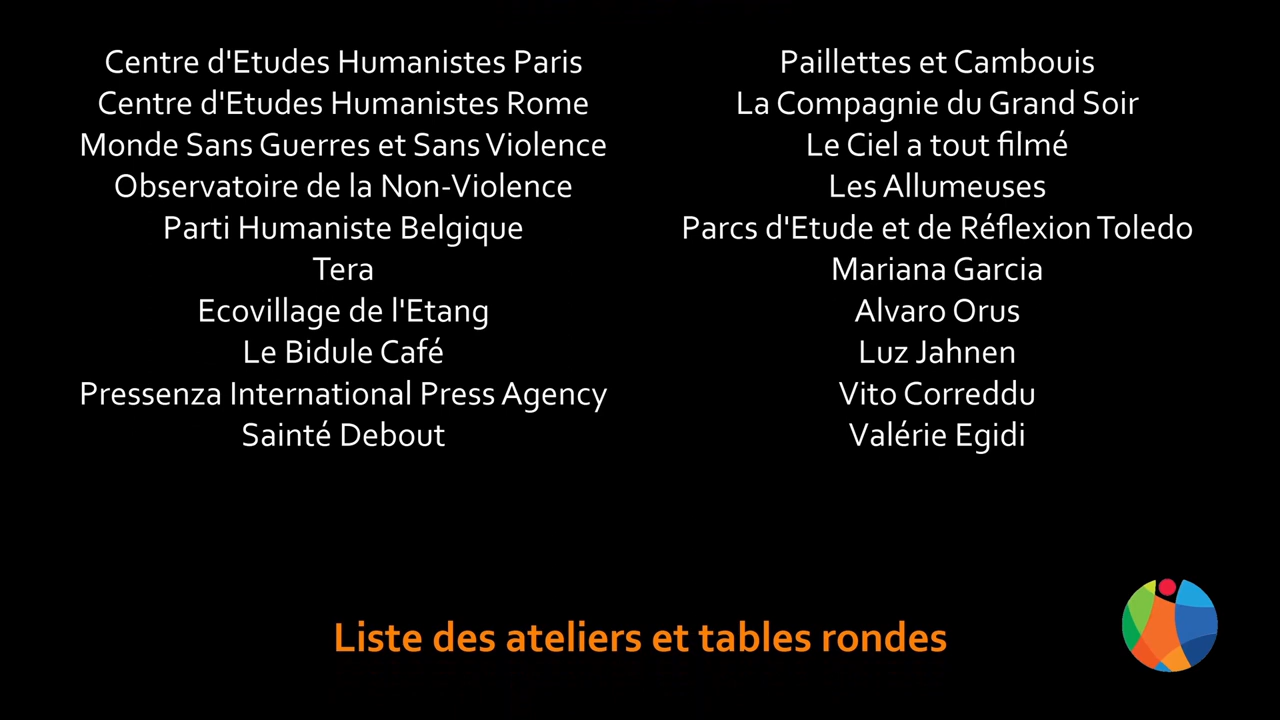 Centre d'Etudes Humanistes Paris
Centre d'Etudes Humanistes Rome
Monde Sans Guerres et Sans Violence
Observatoire de la Non-Violence
Parti Humaniste Belgique
Tera
Ecovillage de l'Etang
Le Bidule Café
Pressenza International Press Agency
Sainté Debout
Paillettes et Cambouis
La Compagnie du Grand Soir
Le Ciel a tout filmé
Les Allumeuses
Parcs d'Etude et de Réflexion Toledo
Mariana Garcia
Alvaro Orus
Luz Jahnen
Vito Correddu
Valérie Egidi
Liste des ateliers et tables rondes